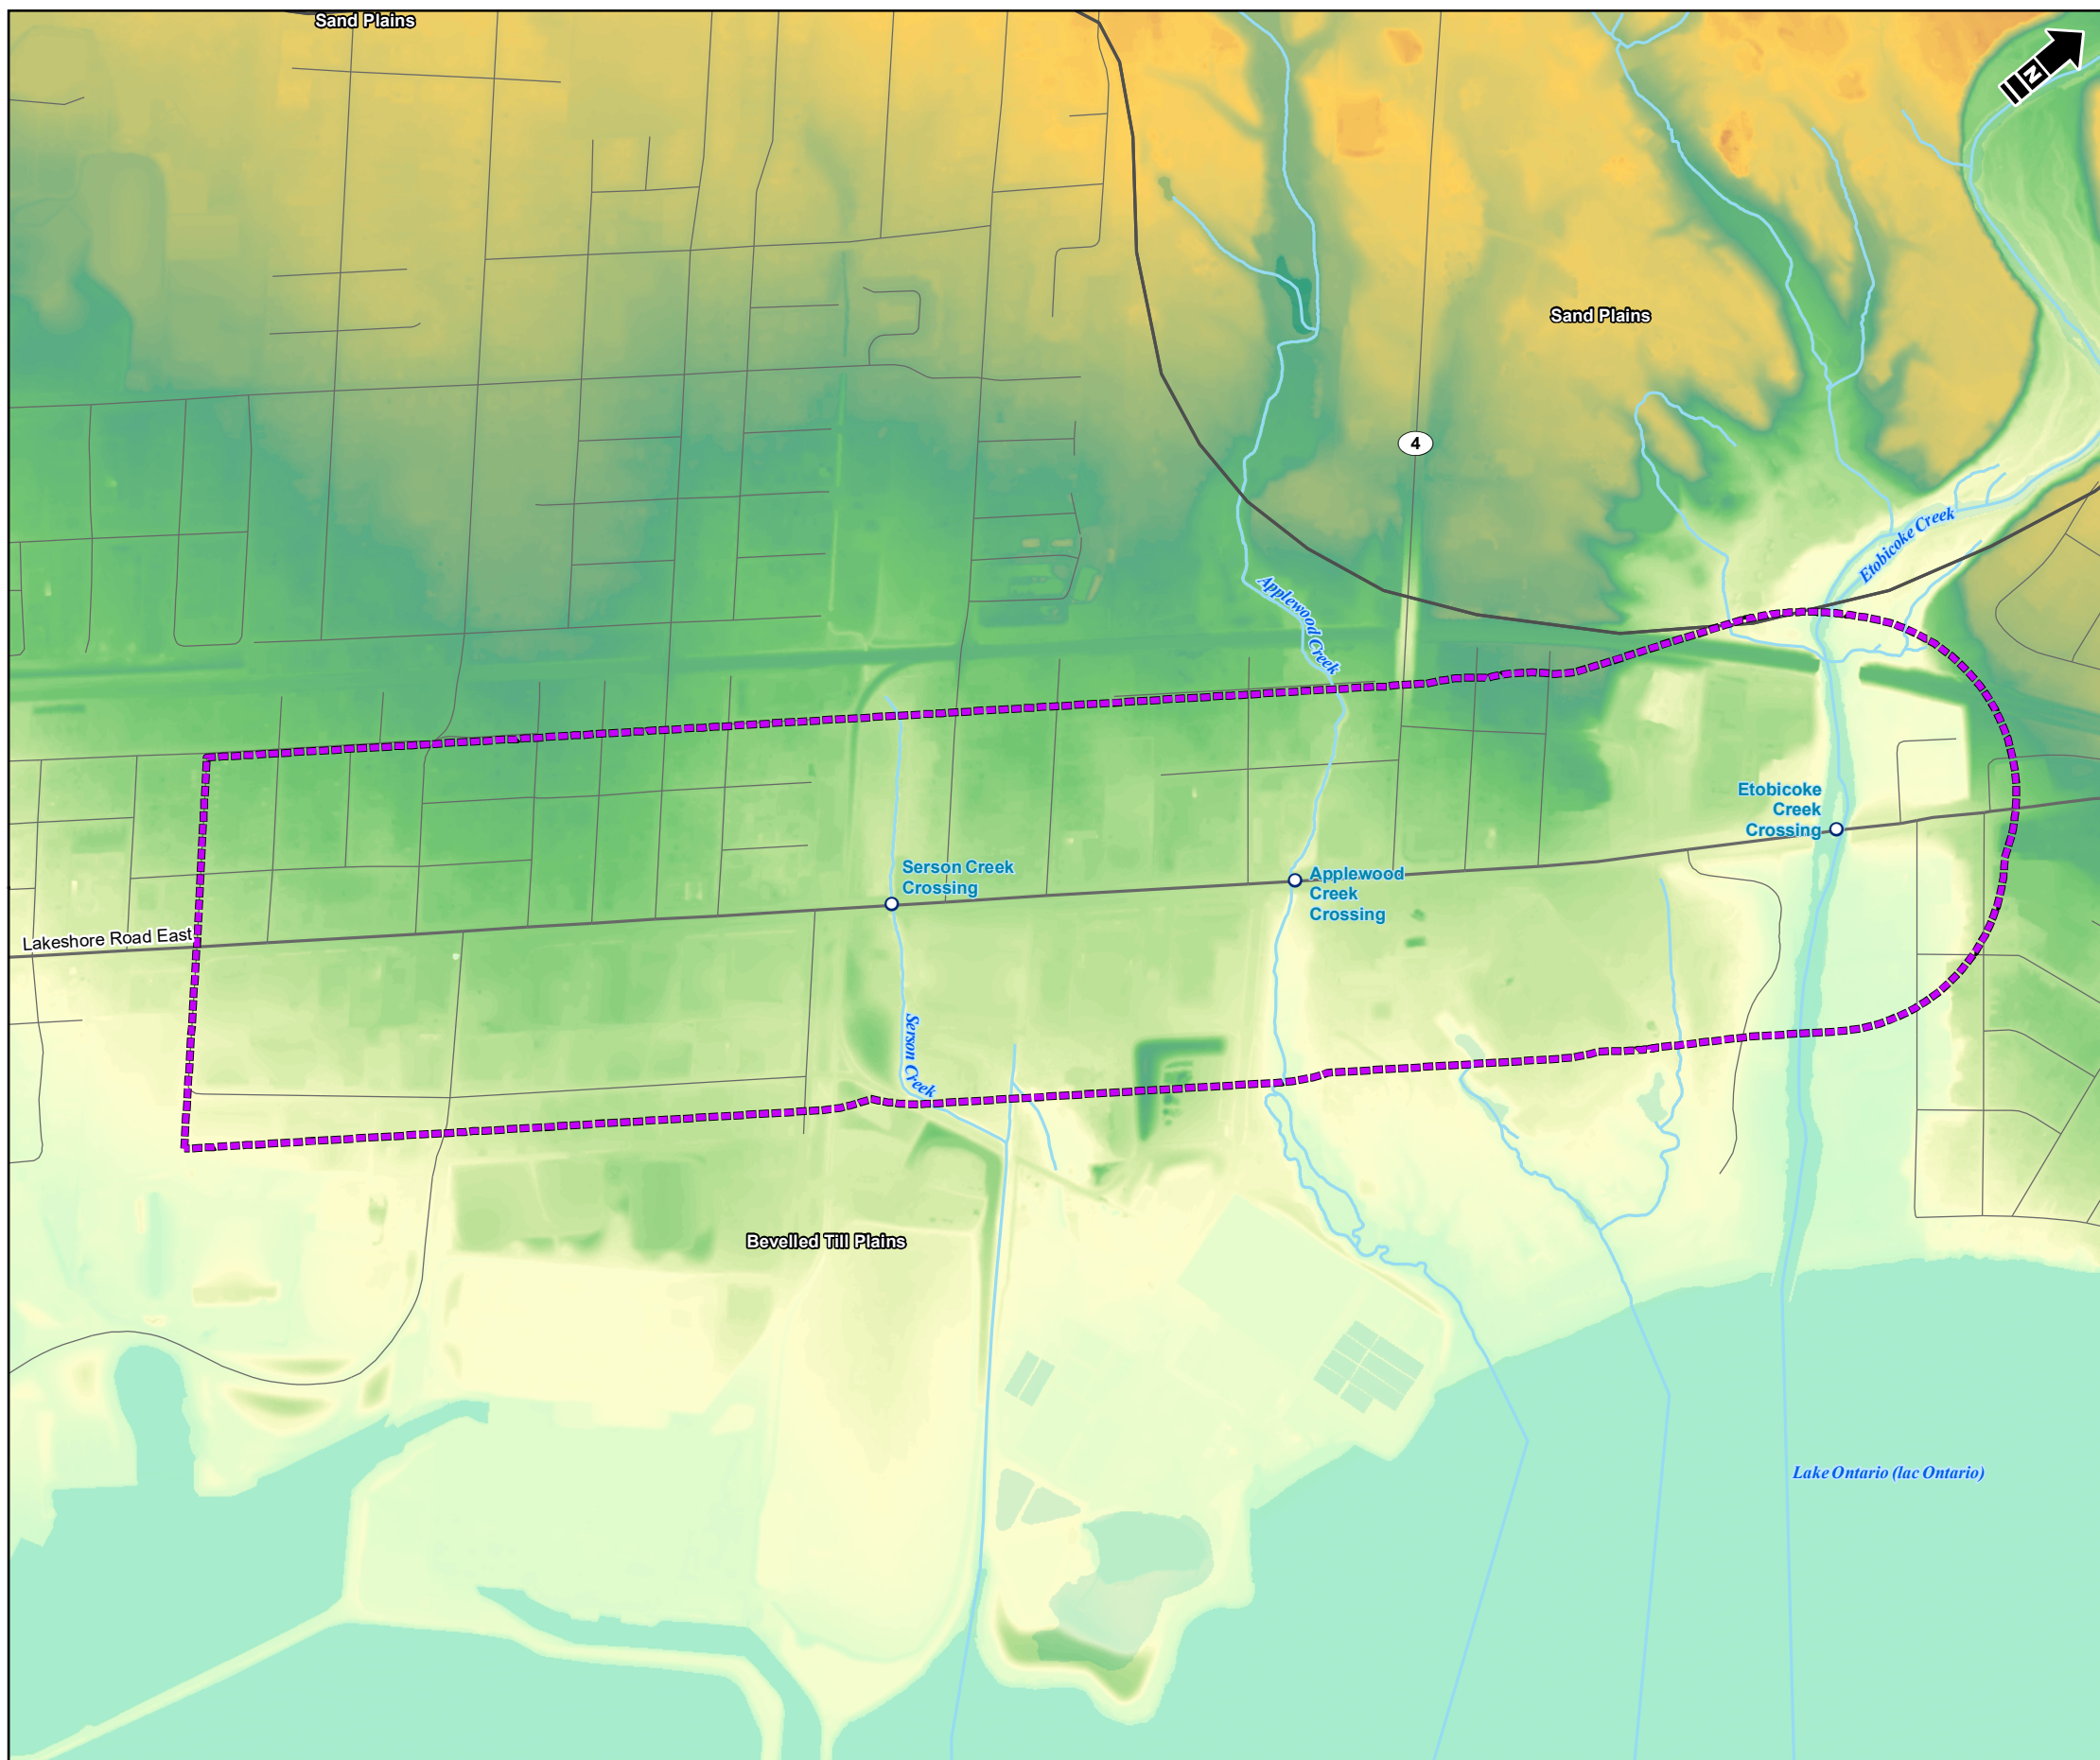 Sand Plains
N
Sand Plains
4
Etobicoke Creek
Applewood Creek
Etobicoke
Creek
Crossing
Serson Creek
Crossing
Applewood
Creek
Crossing
Lakeshore Road East
Serson Creek
Bevelled Till Plains
Lake Ontario (lac Ontario)